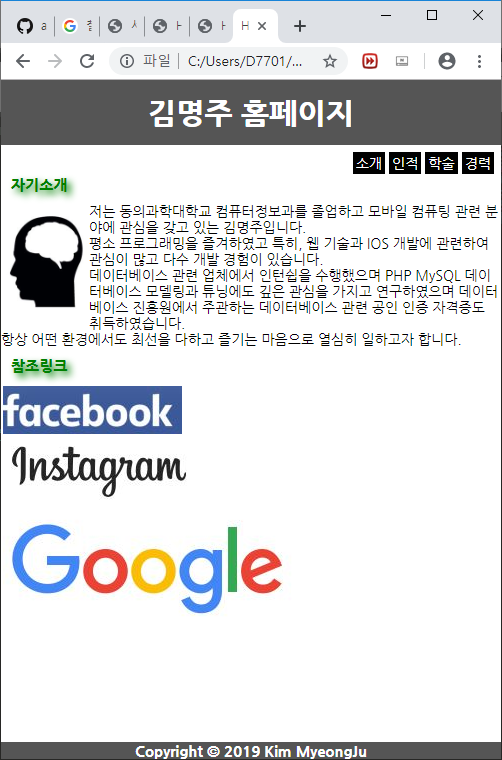 파일
C:/Users/D7701/...
김명주 홈페이지
소개 인적 학술 경력
자기소개
저는 동의과학대학교 컴퓨터정보과를 졸업하고 모바일 컴퓨팅 관련 분
야에 관심을 갖고 있는 김명주입니다.
평소 프로그래밍을 즐겨하였고 특히, 웹 기술과 IOS 개발에 관련하여
관심이 많고 다수 개발 경험이 있습니다.
데이터베이스 관련 업체에서 인턴쉽을 수행했으며 PHP MySQL 데이
터베이스 모델링과 튜닝에도 깊은 관심을 가지고 연구하였으며 데이터
베이스 진흥원에서 주관하는 데이터베이스 관련 공인 인증 자격증도
취득하였습니다.
항상 어떤 환경에서도 최선을 다하고 즐기는 마음으로 열심히 일하고자 합니다.
참조링크
facebook
Instagram
Google
Copyright © 2019 Kim MyeongJu